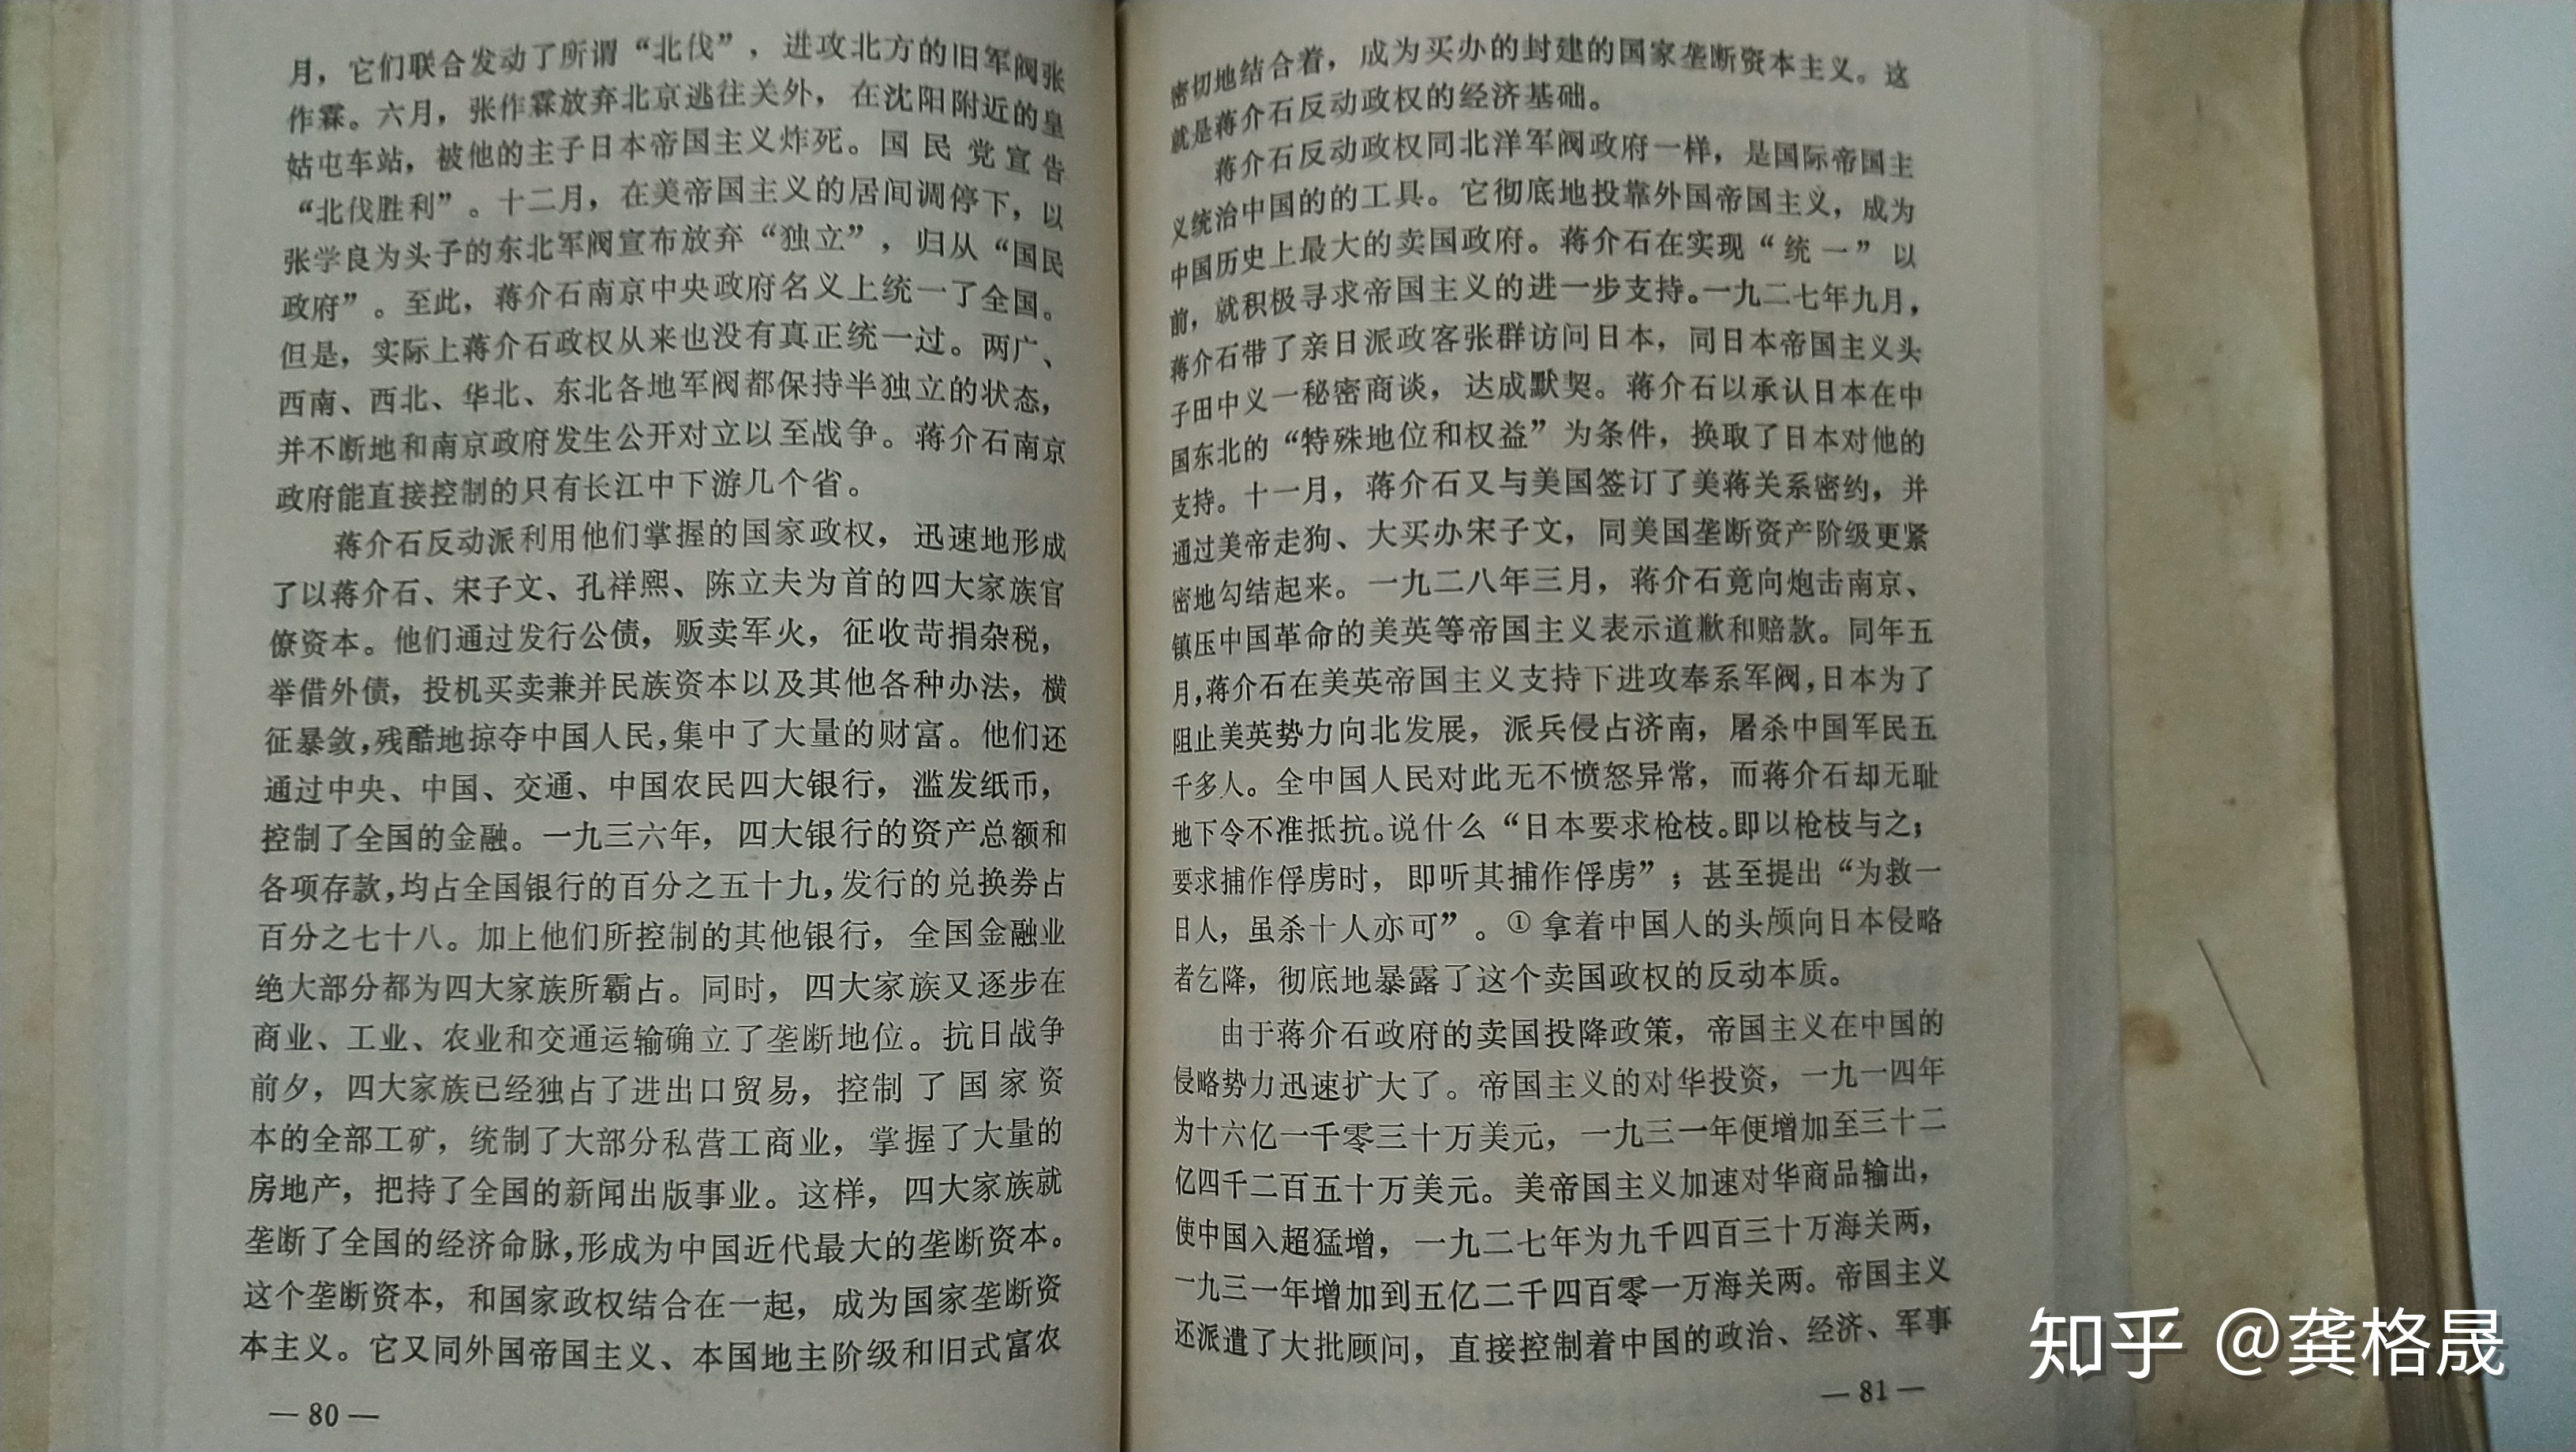 月，它们联合发动了所谓“北伐”，进攻北方的旧军阀张
作霖。六月，张作霖放弃北京逃往关外，在沈阳附近的皇
姑屯车站，被他的主子日本帝国主义炸死。国民党宣告
“北伐胜利”。十二月，在美帝国主义的居间调停下，以
张学良为头子的东北军阀宣布放弃“独立”，归从“国民
政府”。至此，蒋介石南京中央政府名义上统一了全国。
但是，实际上蒋介石政权从来也没有真正统一过。两广、
西南、西北、华北、东北各地军阀都保持半独立的状态，
并不断地和南京政府发生公开对立以至战争。蒋介石南京
政府能直接控制的只有长江中下游几个省。
蒋介石反动派利用他们掌握的国家政权，迅速地形成
了以蒋介石、宋子文、孔祥熙、陈立夫为首的四大家族官
僚资本。他们通过发行公债，贩卖军火，征收苛捐杂税，
举借外债，投机买卖兼并民族资本以及其他各种办法，横
征暴敛，残酷地掠夺中国人民，集中了大量的财富。他们还
通过中央、中国、交通、中国农民四大银行，滥发纸币，
控制了全国的金融。一九三六年，四大银行的资产总额和
各项存款，均占全国银行的百分之五十九，发行的兑换券占
百分之七十八。加上他们所控制的其他银行，全国金融业
绝大部分都为四大家族所霸占。同时，四大家族又逐步在
商业、工业、农业和交通运输确立了垄断地位。抗日战争
前夕，四大家族已经独占了进出口贸易，控制了国家资
本的全部工矿，统制了大部分私营工商业，掌握了大量的
房地产，把持了全国的新闻出版事业。这样，四大家族就
垄断了全国的经济命脉，形成为中国近代最大的垄断资本。
这个垄断资本，和国家政权结合在一起，成为国家垄断资
本主义。它又同外国帝国主义、本国地主阶级和旧式富农
— 80 —
密切地结合着，成为买办的封建的国家垄断资本主义。这
就是蒋介石反动政权的经济基础。
蒋介石反动政权同北洋军阀政府一样，是国际帝国主
义统治中国的的工具。它彻底地投靠外国帝国主义，成为
中国历史上最大的卖国政府。蒋介石在实现“统一”以
前，就积极寻求帝国主义的进一步支持。一九二七年九月，
蒋介石带了亲日派政客张群访问日本，同日本帝国主义头
子田中义一秘密商谈，达成默契。蒋介石以承认日本在中
国东北的“特殊地位和权益”为条件，换取了日本对他的
支持。十一月，蒋介石又与美国签订了美蒋关系密约，并
通过美帝走狗、大买办宋子文，同美国垄断资产阶级更紧
密地勾结起来。一九二八年三月，蒋介石竟向炮击南京、
镇压中国革命的美英等帝国主义表示道歉和赔款。同年五
月，蒋介石在美英帝国主义支持下进攻奉系军阀，日本为了
阻止美英势力向北发展，派兵侵占济南，屠杀中国军民五
千多人。全中国人民对此无不愤怒异常，而蒋介石却无耻
地下令不准抵抗。说什么“日本要求枪枝。即以枪枝与之；
要求捕作俘虏时，即听其捕作俘虏”；甚至提出“为救一
日人，虽杀十人亦可”。①拿着中国人的头颅向日本侵略
者乞降，彻底地暴露了这个卖国政权的反动本质。
由于蒋介石政府的卖国投降政策，帝国主义在中国的
侵略势力迅速扩大了。帝国主义的对华投资，一九一四年
为十六亿一千零三十万美元，一九三一年便增加至三十二
亿四千二百五十万美元。美帝国主义加速对华商品输出，
使中国入超猛增，一九二七年为九千四百三十万海关两，
一九三一年增加到五亿二千四百零一万海关两。帝国主义
还派遣了大批顾问，直接控制着中国的政治、经济、军事
— 81 —
知乎 @龚格晟